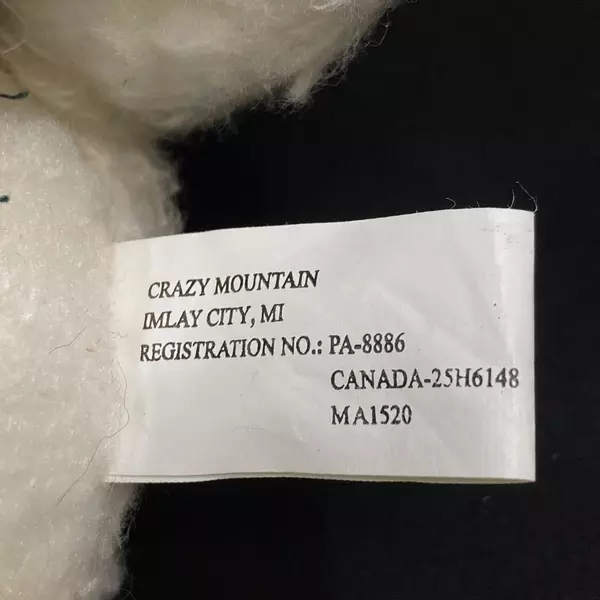 CRAZY MOUNTAIN
IMLAY CITY, MI
REGISTRATION NO.: PA-8886
CANADA-25H6148
MA1520